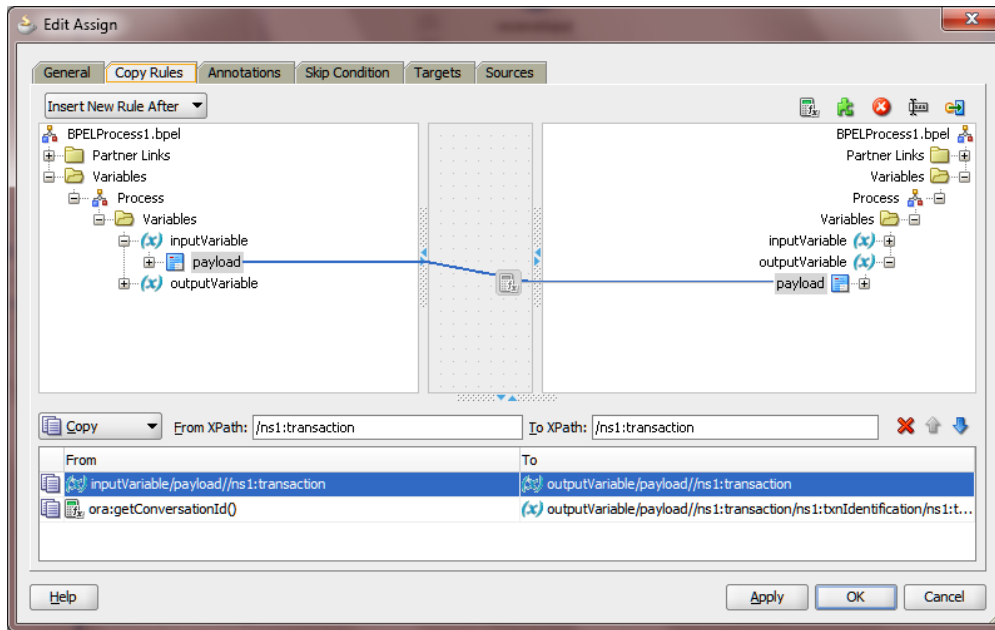 Edit Assign
General Copy Rules Annotations Skip Condition Targets Sources
Insert New Rule After
BPELProcess1.bpel
Partner Links
Variables
Process
Variables
(x) inputVariable
payload
(x) outputVariable
BPELProcess1.bpel
Partner Links
Variables
Process
Variables
inputVariable (x)
outputVariable (x)
payload
Copy From XPath: /ns1:transaction To XPath: /ns1:transaction
From To
inputVariable/payload//ns1:transaction outputVariable/payload//ns1:transaction
ora:getConversationId() (x) outputVariable/payload//ns1:transaction/ns1:txnIdentification/ns1:t...
Help Apply OK Cancel